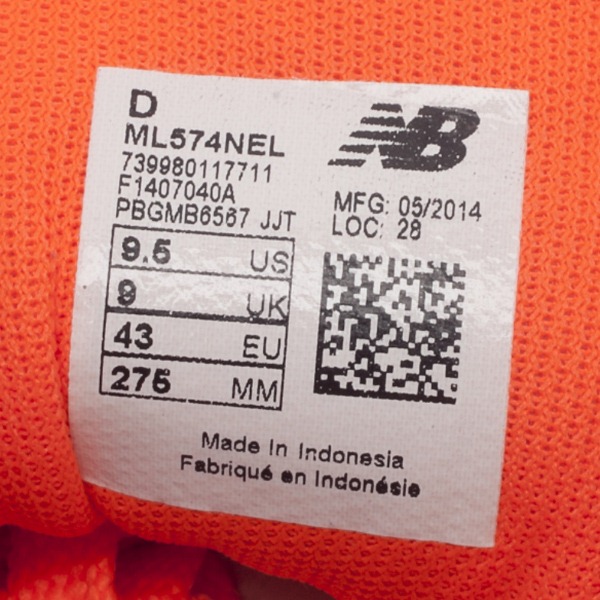 D
ML574NEL
739980117711
F1407040A
PBGMB6567 JJT
9.5 US
9 UK
43 EU
275 MM
NB
MFG: 05/2014
LOC: 28
Made In Indonesia
Fabriqué en Indonésie